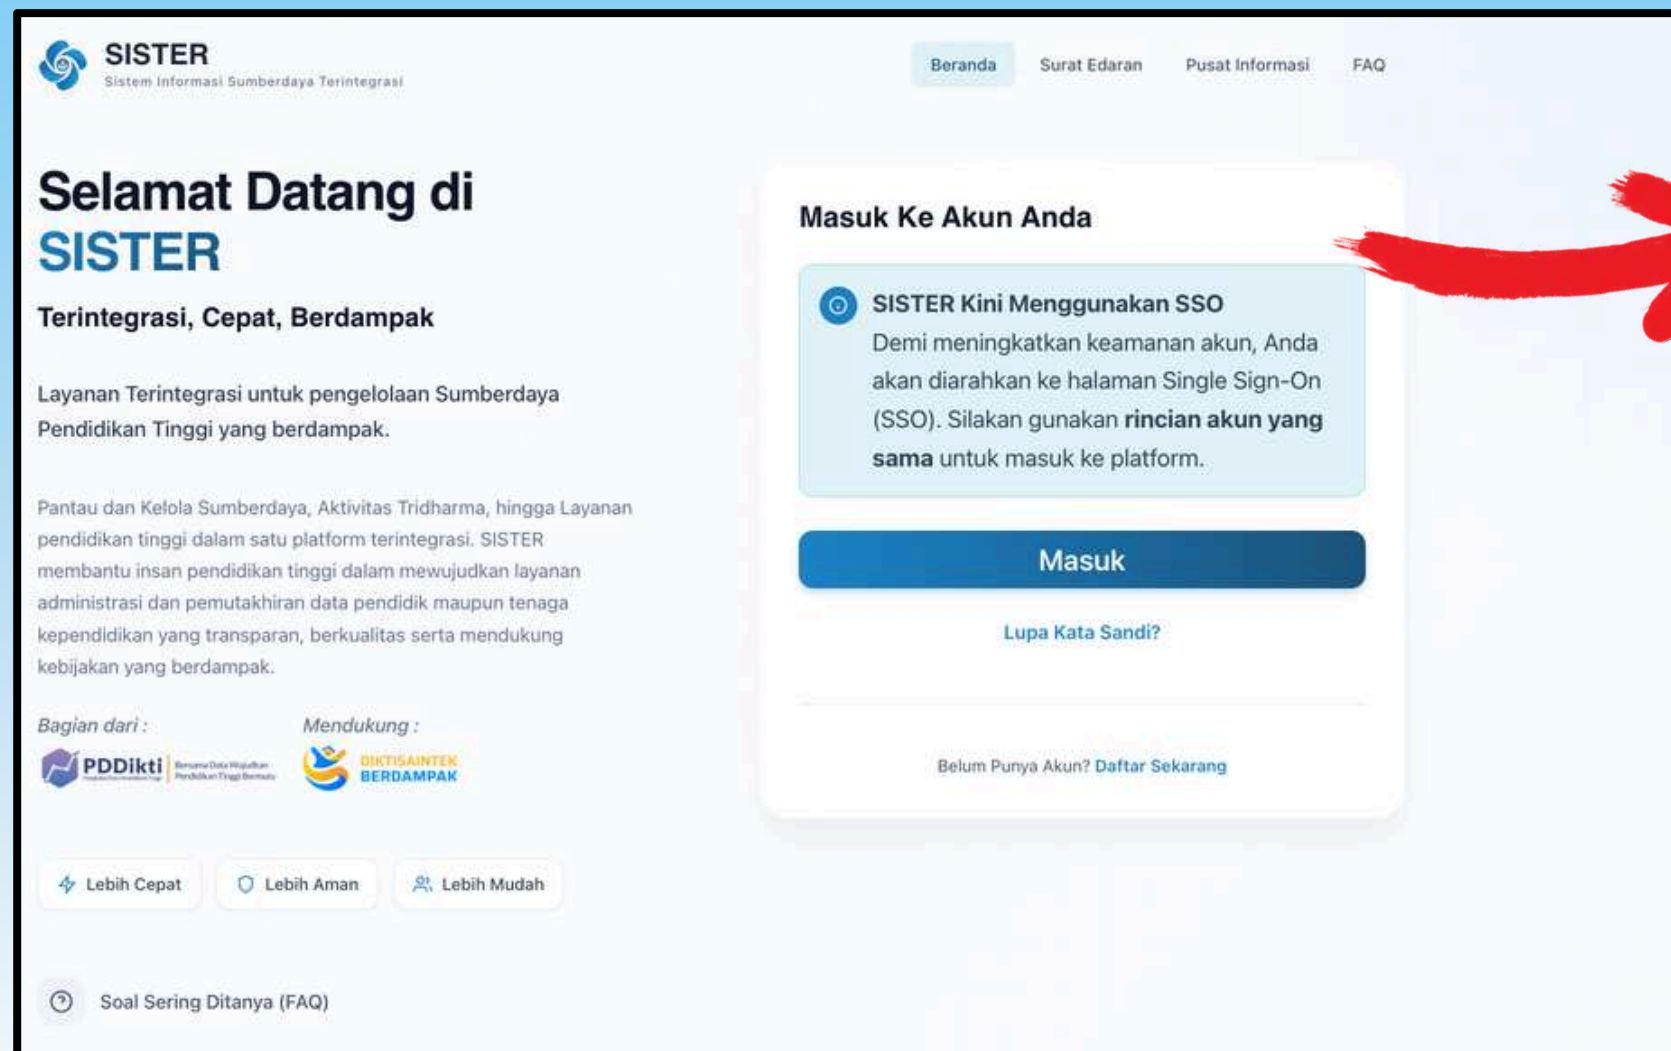 SISTER
Sistem Informasi Sumberdaya Terintegrasi
Beranda
Surat Edaran
Pusat Informasi
FAQ
Selamat Datang di
SISTER
Terintegrasi, Cepat, Berdampak
Layanan Terintegrasi untuk pengelolaan Sumberdaya
Pendidikan Tinggi yang berdampak.
Pantau dan Kelola Sumberdaya, Aktivitas Tridharma, hingga Layanan
pendidikan tinggi dalam satu platform terintegrasi. SISTER
membantu insan pendidikan tinggi dalam mewujudkan layanan
administrasi dan pemutakhiran data pendidik maupun tenaga
kependidikan yang transparan, berkualitas serta mendukung
kebijakan yang berdampak.
Bagian dari :
PDDikti
Bersama Data Wujudkan
Pendidikan Tinggi Bermutu
Mendukung :
DIKTISAINTEK
BERDAMPAK
Lebih Cepat
Lebih Aman
Lebih Mudah
Soal Sering Ditanya (FAQ)
Masuk Ke Akun Anda
SISTER Kini Menggunakan SSO
Demi meningkatkan keamanan akun, Anda
akan diarahkan ke halaman Single Sign-On
(SSO). Silakan gunakan rincian akun yang
sama untuk masuk ke platform.
Masuk
Lupa Kata Sandi?
Belum Punya Akun? Daftar Sekarang